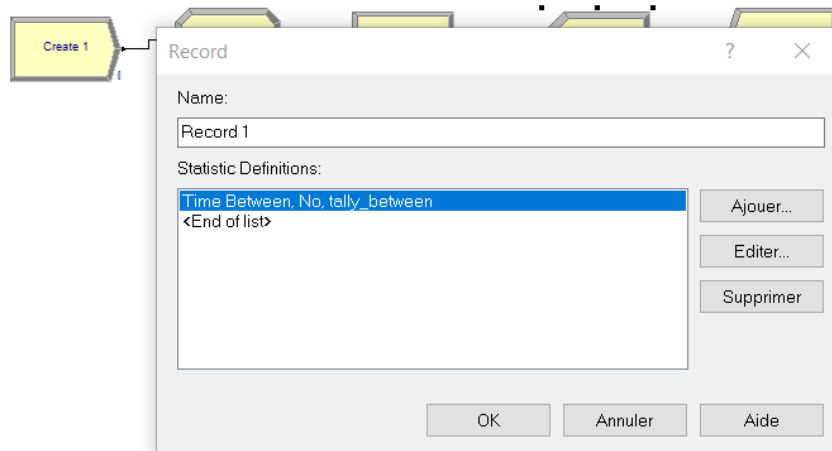 Create 1
0
Record
?
Name:
Record 1
Statistic Definitions:
Time Between, No, tally_between
<End of list>
Ajouer...
Editer...
Supprimer
OK
Annuler
Aide